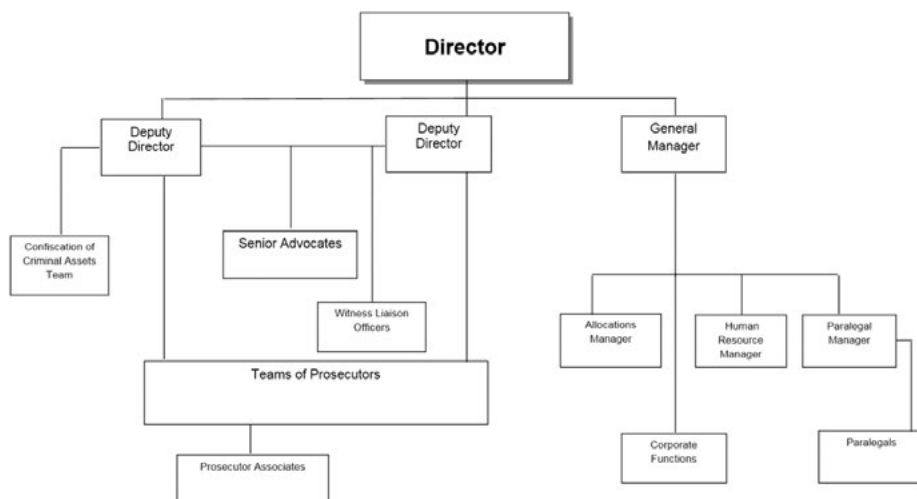 Director
Deputy
Director
Deputy
Director
General
Manager
Confiscation of
Criminal Assets
Team
Senior Advocates
Witness Liaison
Officers
Allocations
Manager
Human
Resource
Manager
Paralegal
Manager
Teams of Prosecutors
Corporate
Functions
Paralegals
Prosecutor Associates